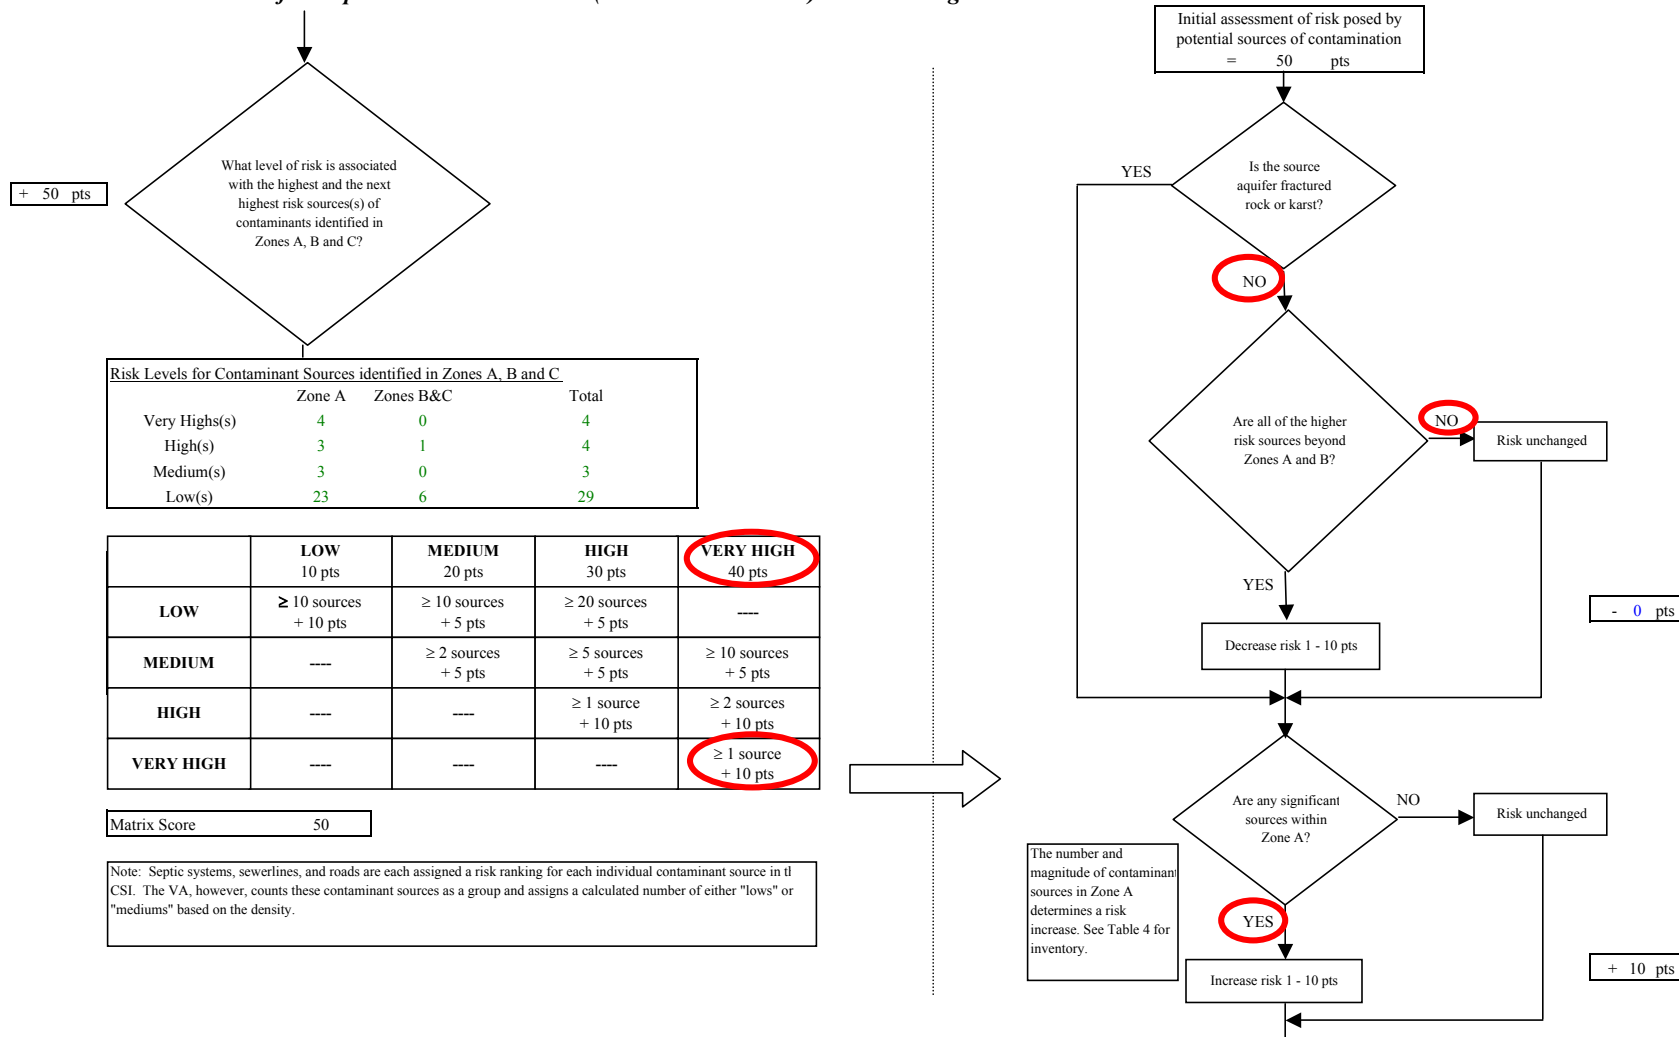 What level of risk is associated
with the highest and the next
highest risk sources(s) of
contaminants identified in
Zones A, B and C?
+ 50 pts
Risk Levels for Contaminant Sources identified in Zones A, B and C
Zone A Zones B&C Total
Very Highs(s) 4 0 4
High(s) 3 1 4
Medium(s) 3 0 3
Low(s) 23 6 29
LOW MEDIUM HIGH VERY HIGH
10 pts 20 pts 30 pts 40 pts
LOW ≥ 10 sources ≥ 10 sources ≥ 20 sources ----
+ 10 pts + 5 pts + 5 pts
MEDIUM ---- ≥ 2 sources ≥ 5 sources ≥ 10 sources
+ 5 pts + 5 pts + 5 pts
HIGH ---- ---- ≥ 1 source ≥ 2 sources
+ 10 pts + 10 pts
VERY HIGH ---- ---- ---- ≥ 1 source
+ 10 pts
Matrix Score 50
Note: Septic systems, sewerlines, and roads are each assigned a risk ranking for each individual contaminant source in
CSI. The VA, however, counts these contaminant sources as a group and assigns a calculated number of either "lows" or
"mediums" based on the density.
Initial assessment of risk posed by
potential sources of contamination
= 50 pts
Is the source
aquifer fractured
rock or karst?
YES
NO
Are all of the higher
risk sources beyond
Zones A and B?
NO
Risk unchanged
YES
Decrease risk 1 - 10 pts
- 0 pts
Are any significant
sources within
Zone A?
NO
Risk unchanged
The number and
magnitude of contaminant
sources in Zone A
determines a risk
increase. See Table 4 for
inventory.
YES
Increase risk 1 - 10 pts
+ 10 pts